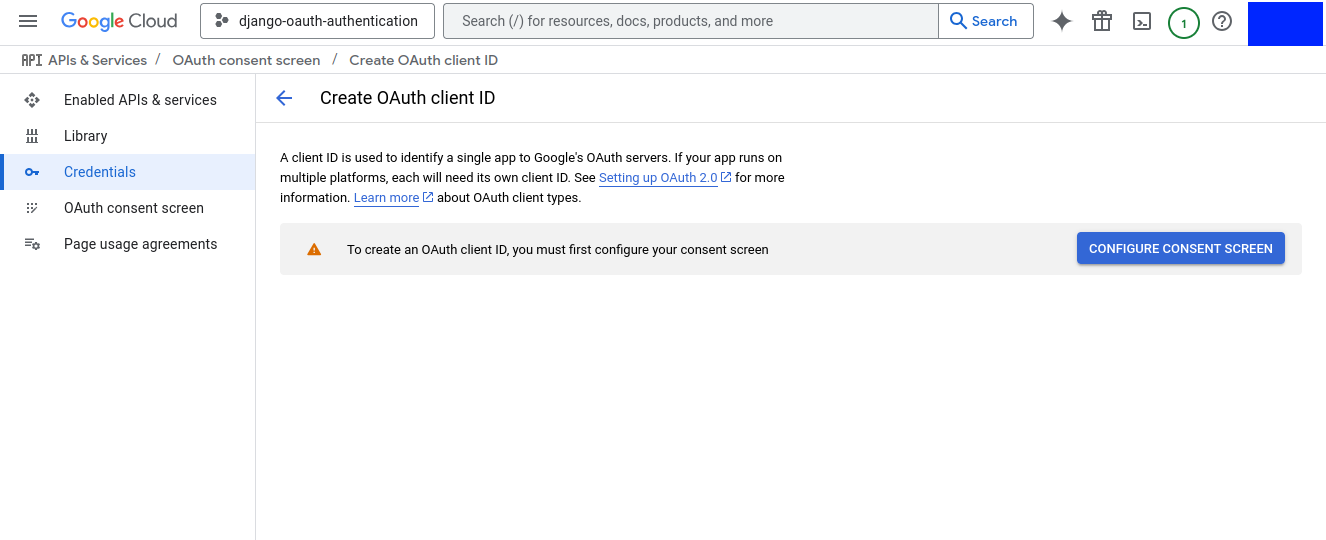 Google Cloud
django-oauth-authentication
Search (/) for resources, docs, products, and more
Search
1
API APIs & Services / OAuth consent screen / Create OAuth client ID
Enabled APIs & services
Library
Credentials
OAuth consent screen
Page usage agreements
Create OAuth client ID
A client ID is used to identify a single app to Google's OAuth servers. If your app runs on
multiple platforms, each will need its own client ID. See Setting up OAuth 2.0 for more
information. Learn more about OAuth client types.
To create an OAuth client ID, you must first configure your consent screen
CONFIGURE CONSENT SCREEN